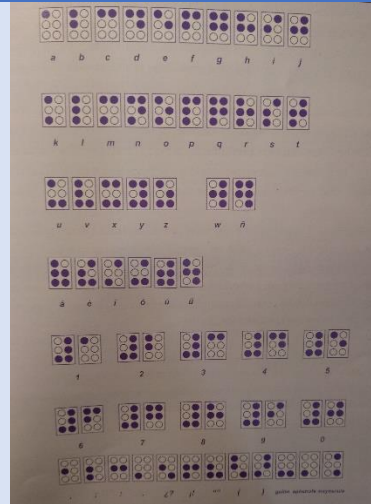 a b c d e f g h i j
k l m n o p q r s t
u v x y z w ñ
á é í ó ú ü
1 2 3 4 5
6 7 8 9 0
¿? ¡! "" ( )